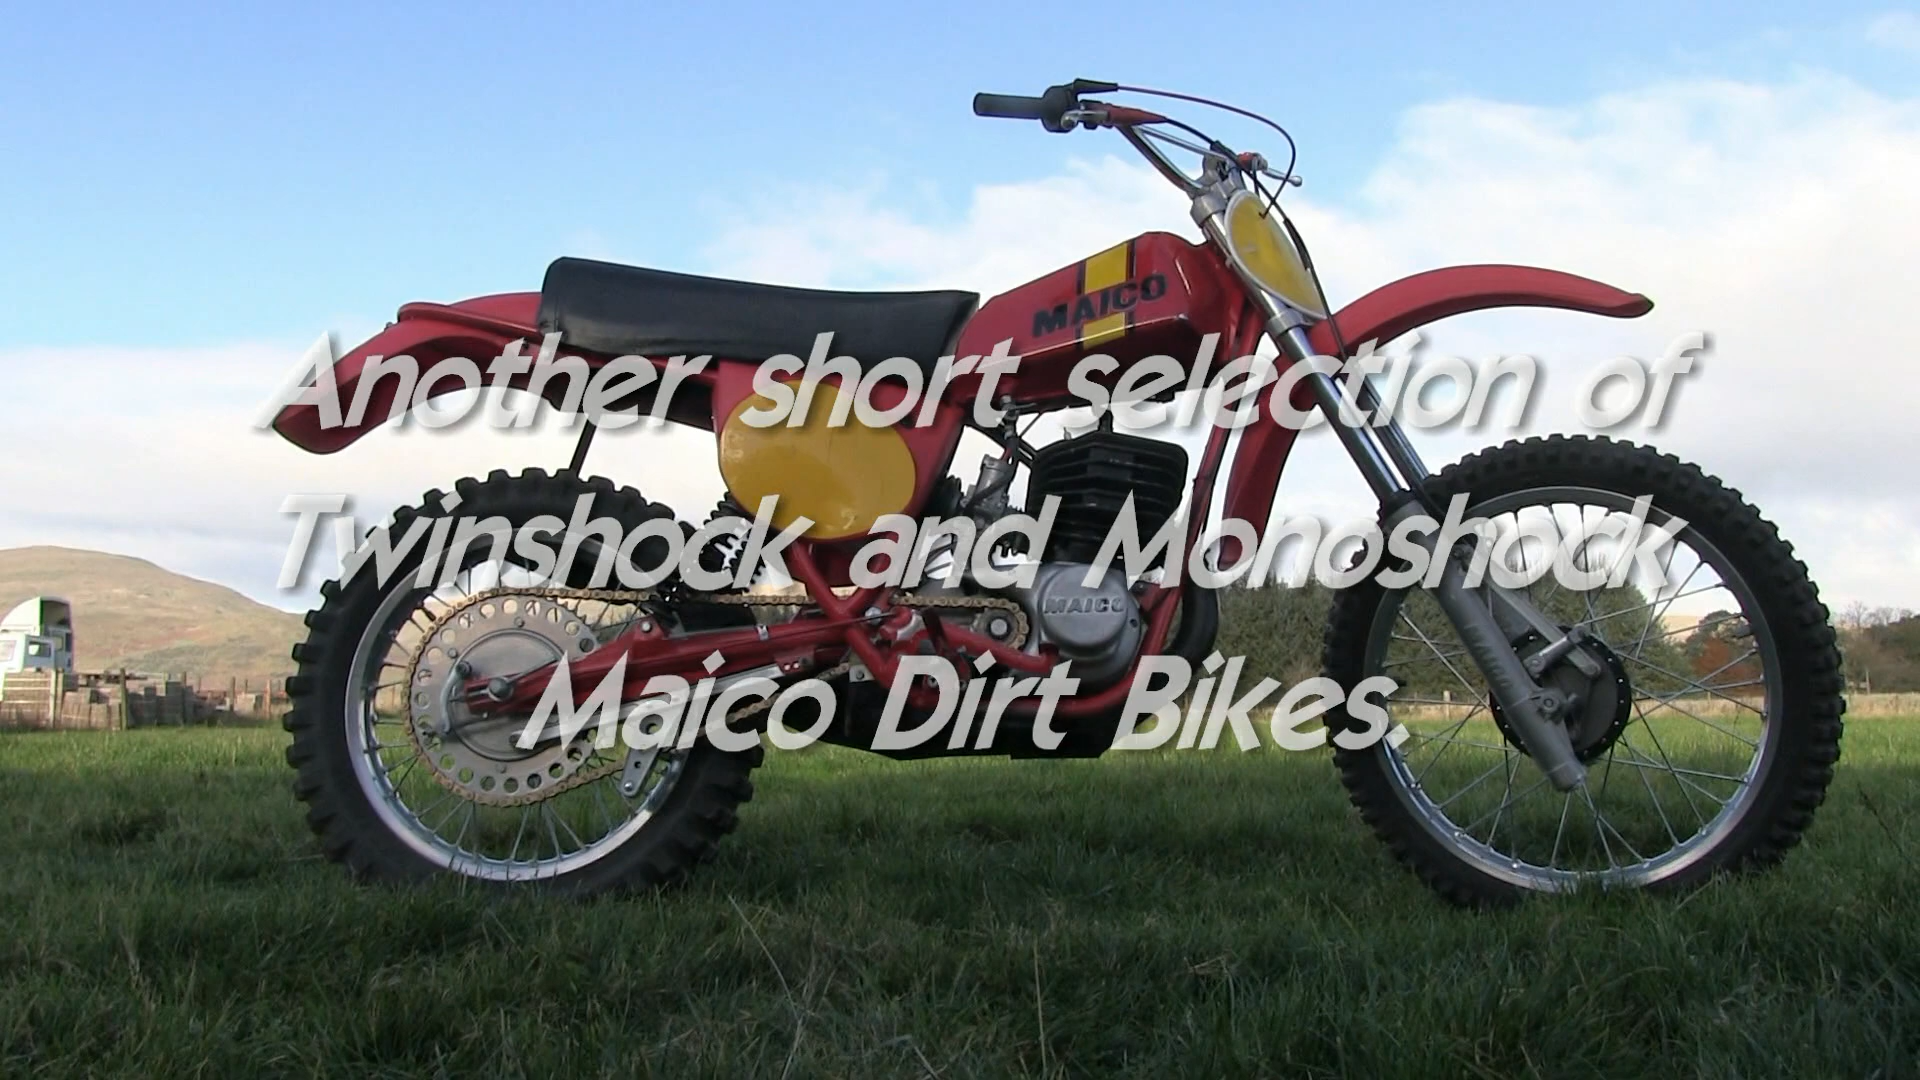 MAICO
Another short selection of
Twinshock and Monoshock
MAICO
Maico Dirt Bikes.